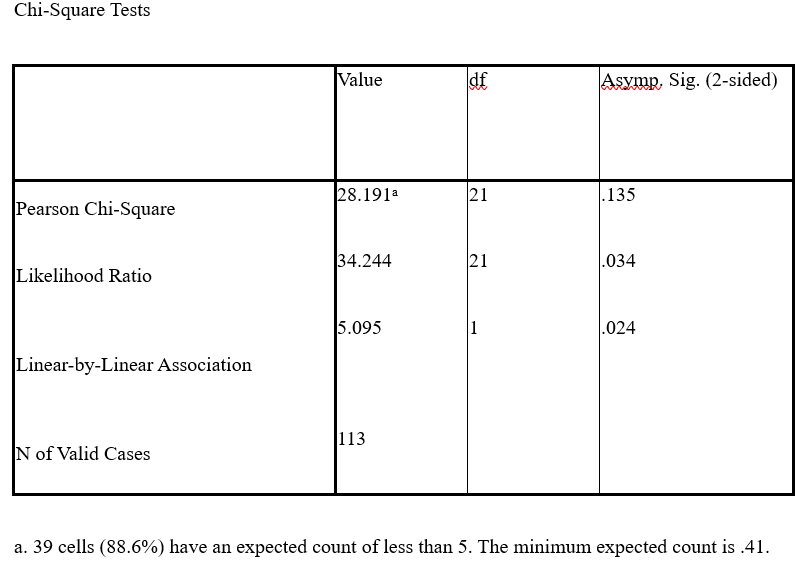 Chi-Square Tests
Value df Asymp. Sig. (2-sided)
Pearson Chi-Square 28.191ᵃ 21 .135
Likelihood Ratio 34.244 21 .034
Linear-by-Linear Association 5.095 1 .024
N of Valid Cases 113
a. 39 cells (88.6%) have an expected count of less than 5. The minimum expected count is .41.